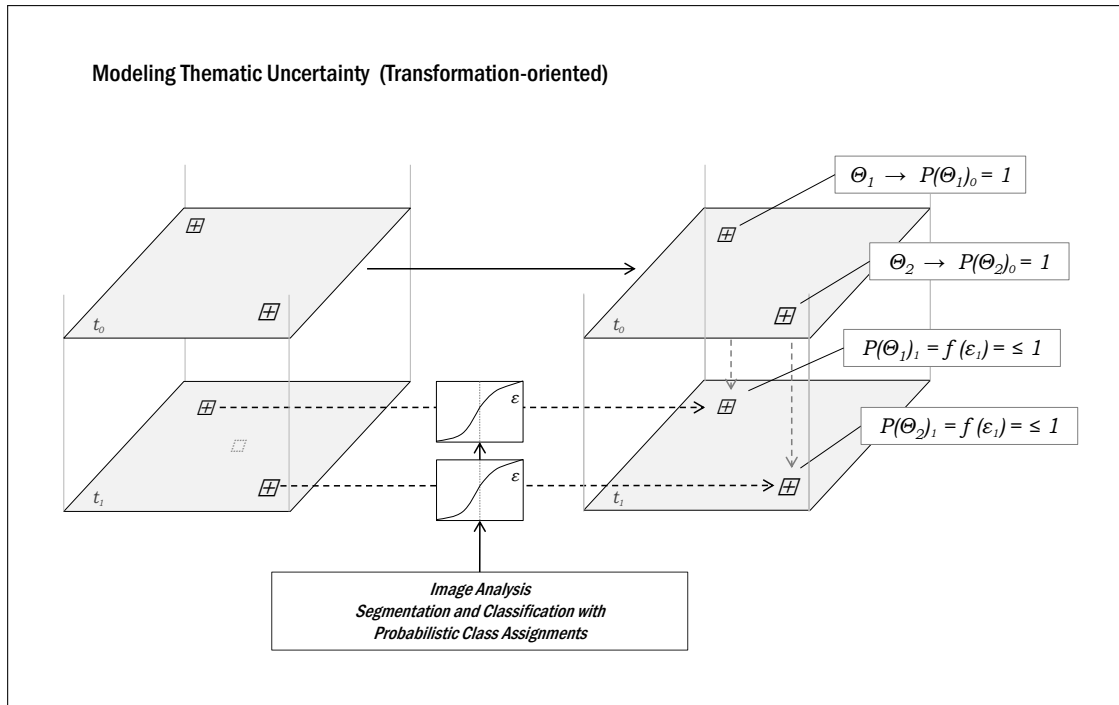 Modeling Thematic Uncertainty (Transformation-oriented)
Θ₁ → P(Θ₁)₀ = 1
Θ₂ → P(Θ₂)₀ = 1
t₀
t₀
P(Θ₁)₁ = f (ε₁) = ≤ 1
ε
P(Θ₂)₁ = f (ε₁) = ≤ 1
ε
t₁
t₁
Image Analysis
Segmentation and Classification with
Probabilistic Class Assignments